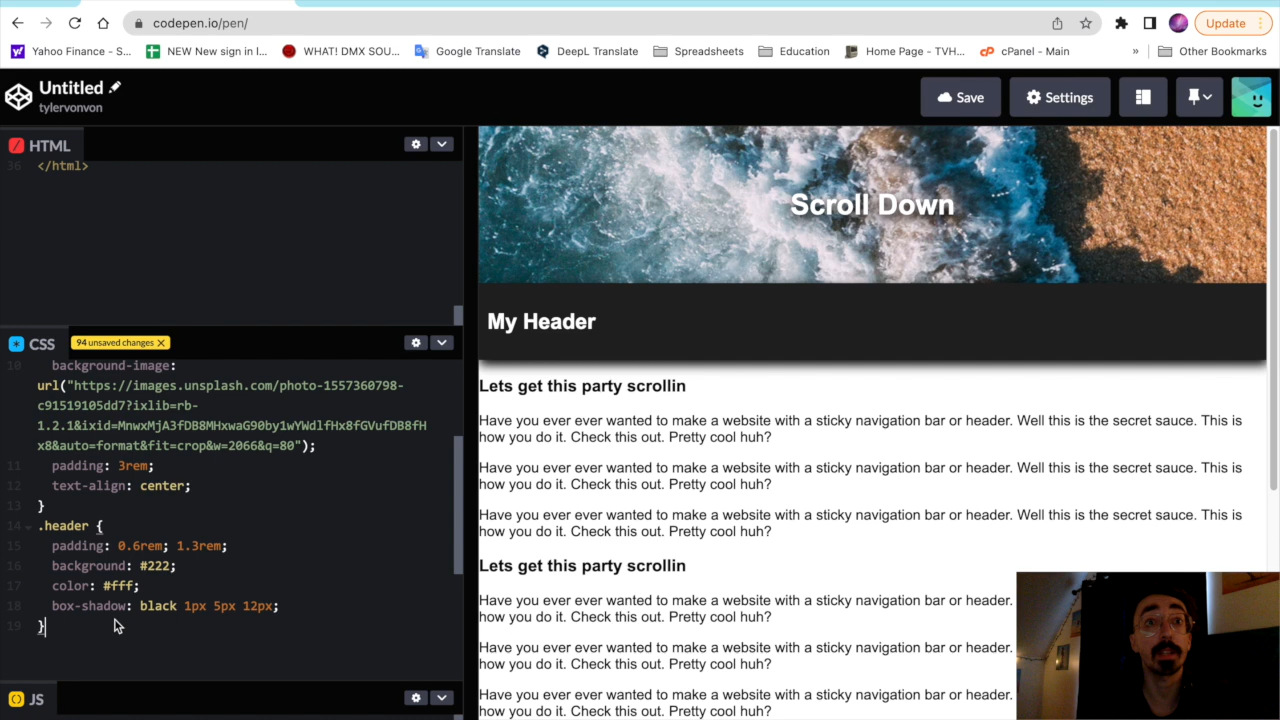 codepen.io/pen/
Update
Yahoo Finance - S...
NEW New sign in I...
WHAT! DMX SOU...
Google Translate
DeepL Translate
Spreadsheets
Education
Home Page - TVH...
cPanel - Main
»
Other Bookmarks
Untitled
tylervonvon
Save
Settings
HTML
36 </html>
CSS
94 unsaved changes X
10 background-image:
url("https://images.unsplash.com/photo-1557360798-
c91519105dd7?ixlib=rb-
1.2.1&ixid=MnwxMjA3fDB8MHxwaG90by1wYWdlfHx8fGVufDB8fH
x8&auto=format&fit=crop&w=2066&q=80");
11 padding: 3rem;
12 text-align: center;
13 }
14 .header {
15 padding: 0.6rem; 1.3rem;
16 background: #222;
17 color: #fff;
18 box-shadow: black 1px 5px 12px;
19 }
JS
Scroll Down
My Header
Lets get this party scrollin
Have you ever ever wanted to make a website with a sticky navigation bar or header. Well this is the secret sauce. This is
how you do it. Check this out. Pretty cool huh?
Have you ever ever wanted to make a website with a sticky navigation bar or header. Well this is the secret sauce. This is
how you do it. Check this out. Pretty cool huh?
Have you ever ever wanted to make a website with a sticky navigation bar or header. Well this is the secret sauce. This is
how you do it. Check this out. Pretty cool huh?
Lets get this party scrollin
Have you ever ever wanted to make a website with a sticky navigation bar or header.
how you do it. Check this out. Pretty cool huh?
Have you ever ever wanted to make a website with a sticky navigation bar or header.
how you do it. Check this out. Pretty cool huh?
Have you ever ever wanted to make a website with a sticky navigation bar or header.
how you do it. Check this out. Pretty cool huh?